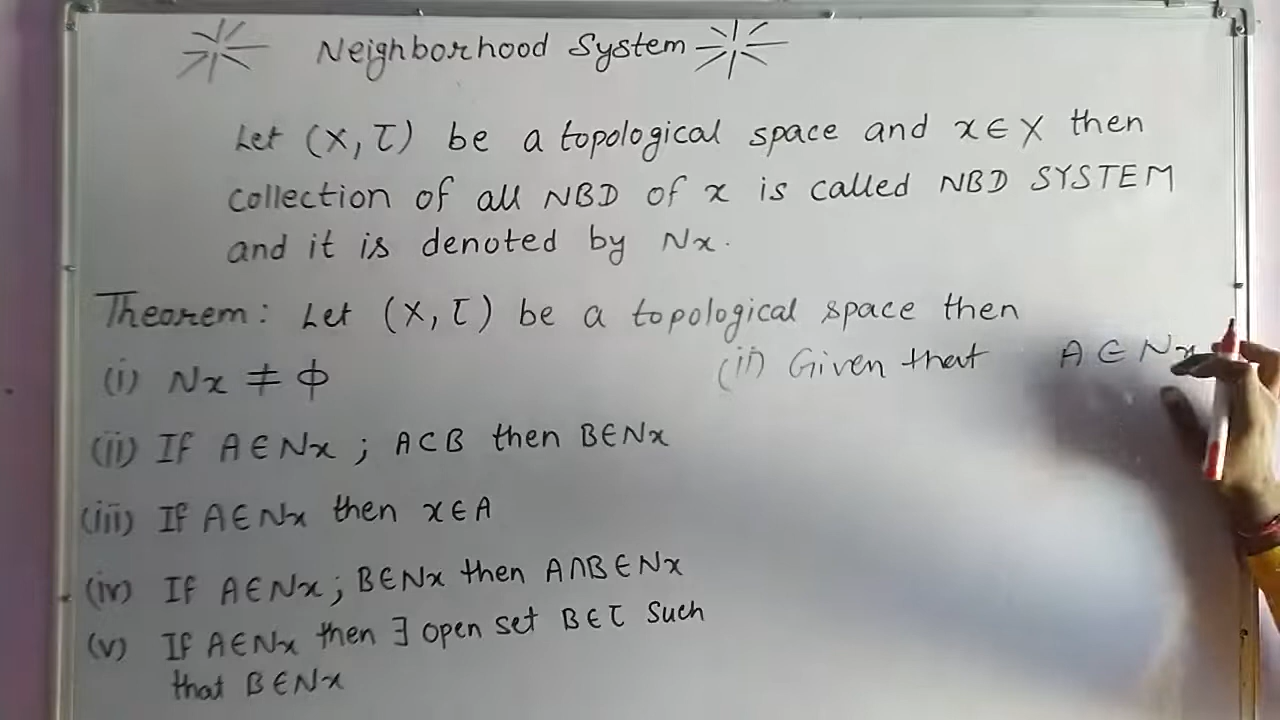 Neighborhood System
Let (X, τ) be a topological space and x ∈ X then
collection of all NBD of x is called NBD SYSTEM
and it is denoted by Nx.
Theorem: Let (X, τ) be a topological space then
(i) Nx ≠ ϕ
(ii) Given that A ∈ Nx
(ii) If A ∈ Nx ; A ⊂ B then B ∈ Nx
(iii) If A ∈ Nx then x ∈ A
(iv) If A ∈ Nx ; B ∈ Nx then A ∩ B ∈ Nx
(v) If A ∈ Nx then ∃ open set B ∈ τ such
that B ∈ Nx